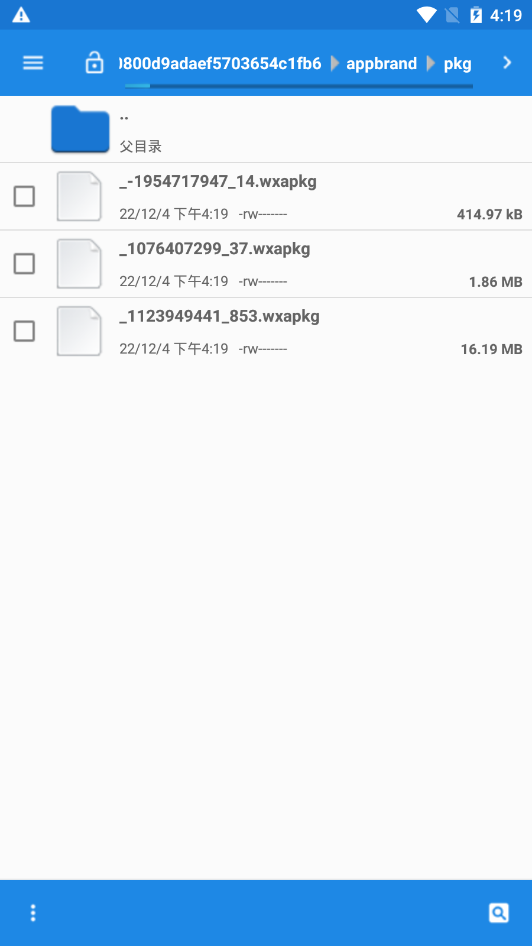 4:19
0800d9adaef5703654c1fb6 appbrand pkg
..
父目录
_-1954717947_14.wxapkg
22/12/4 下午4:19 -rw------- 414.97 kB
_1076407299_37.wxapkg
22/12/4 下午4:19 -rw------- 1.86 MB
_1123949441_853.wxapkg
22/12/4 下午4:19 -rw------- 16.19 MB